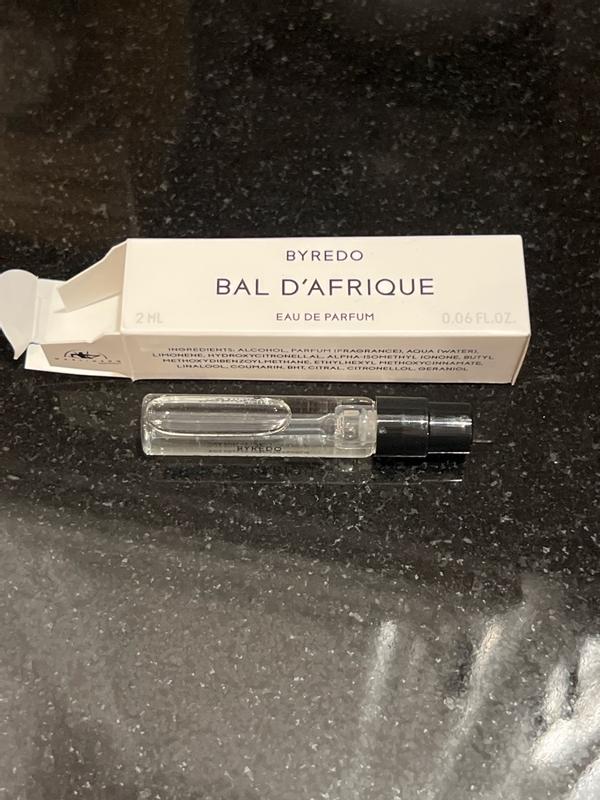 BYREDO
BAL D'AFRIQUE
2 ML
EAU DE PARFUM
0.06 FL.OZ.
INGREDIENTS: ALCOHOL, PARFUM (FRAGRANCE), AQUA (WATER),
LIMONENE, HYDROXYCITRONELLAL, ALPHA-ISOMETHYL IONONE, BUTYL
METHOXYDIBENZOYLMETHANE, ETHYLHEXYL METHOXYCINNAMATE,
LINALOOL, COUMARIN, BHT, CITRAL, CITRONELLOL, GERANIOL
BYREDO